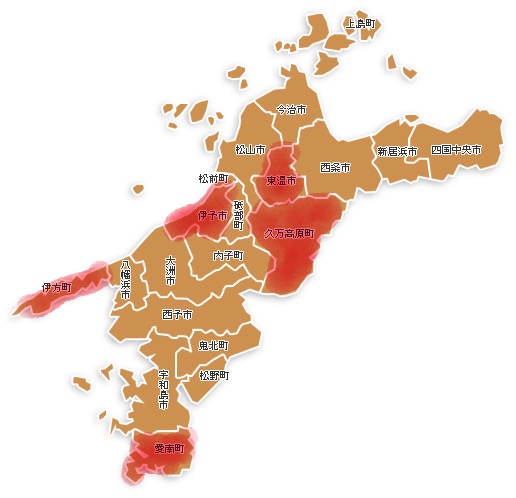 上島町
今治市
松山市
西条市
新居浜市
四国中央市
東温市
松前町
伊予市
砥部町
久万高原町
内子町
大洲市
八幡浜市
伊方町
西予市
鬼北町
松野町
宇和島市
愛南町